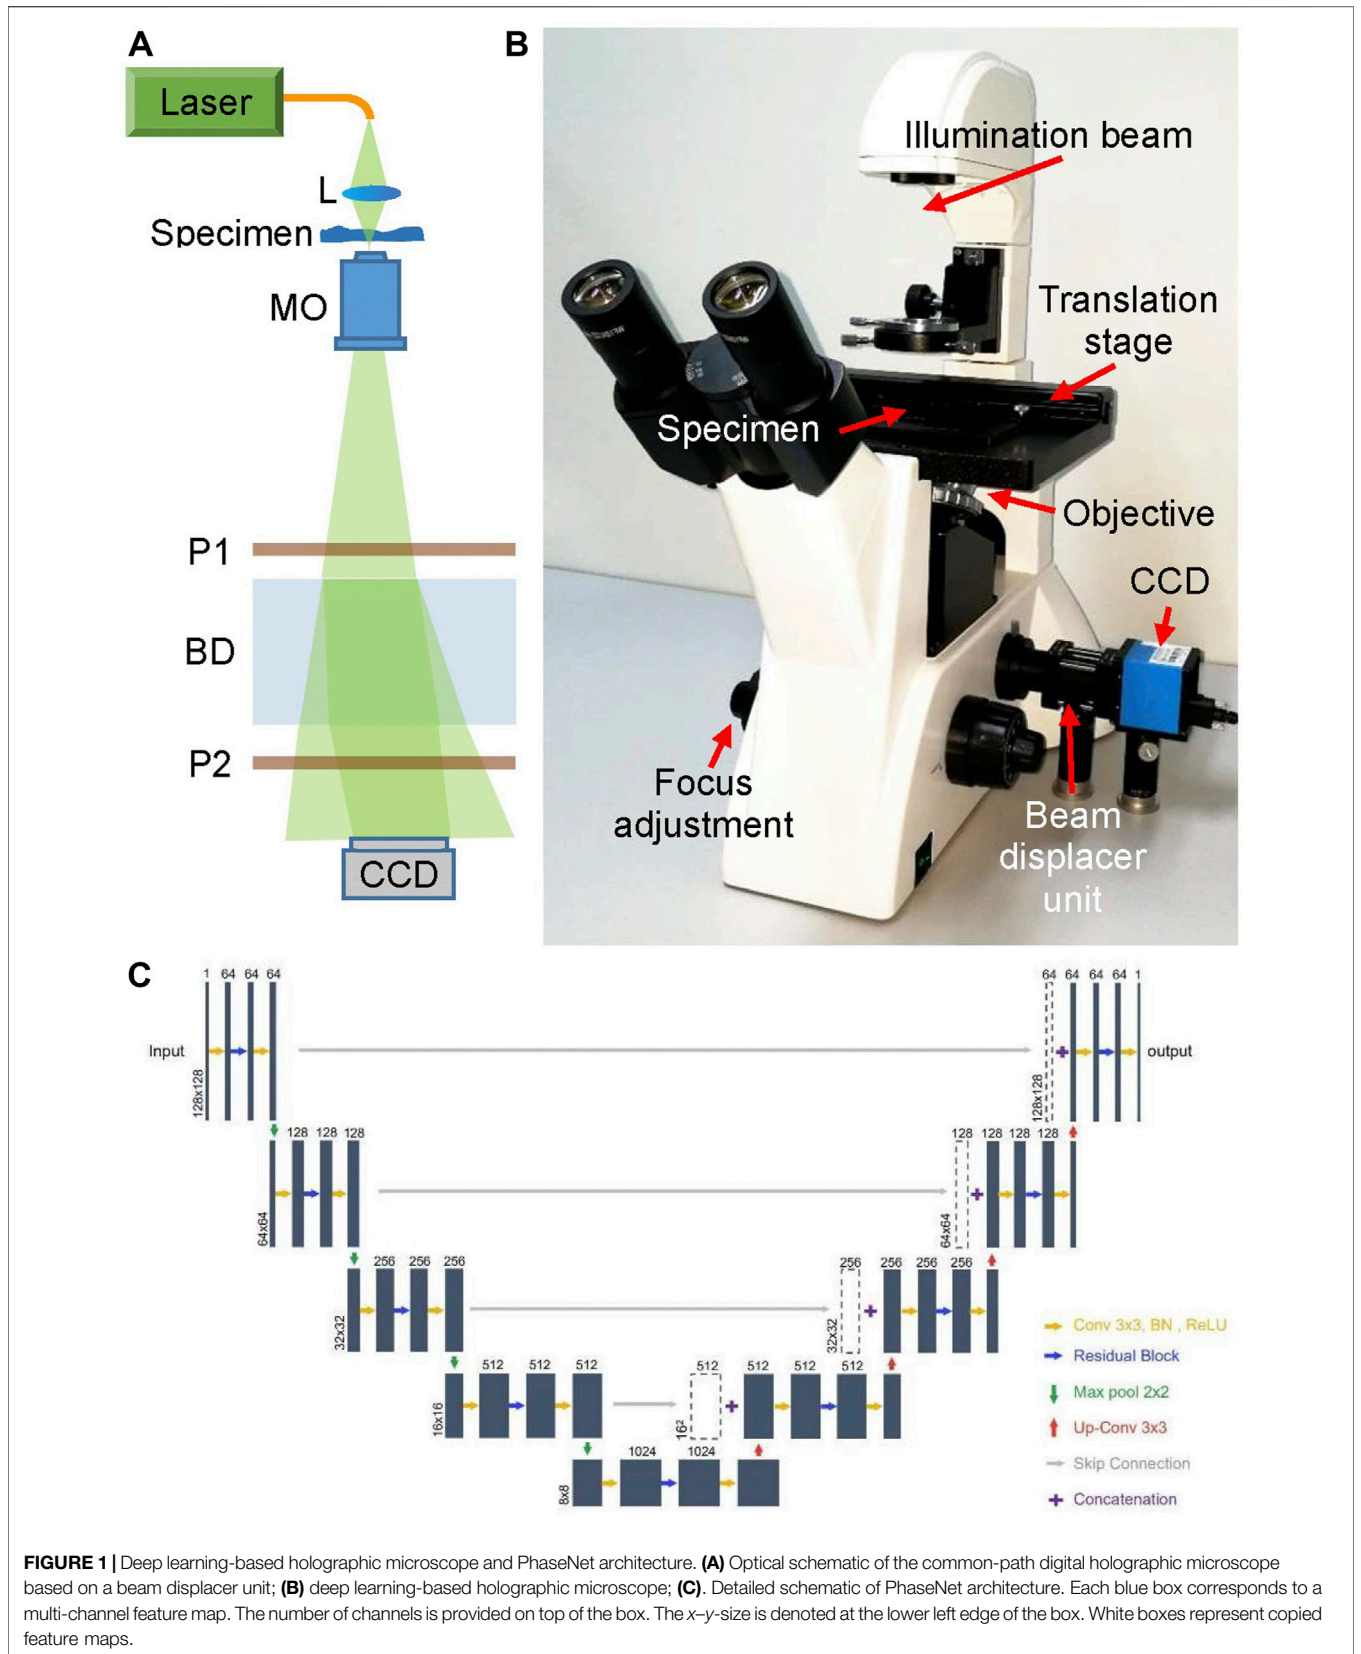 A
Laser
L
Specimen
MO
P1
BD
P2
CCD
B
Illumination beam
Translation
stage
Specimen
Objective
CCD
Focus
adjustment
Beam
displacer
unit
C
1 64 64 64
64 64 64 64 1
Input
output
128x128
128x128
128 128 128
128 128 128 128
64x64
64x64
256 256 256
256 256 256 256
32x32
32x32
512 512 512
512 512 512 512
16x16
16²
1024 1024
8x8
Conv 3x3, BN , ReLU
Residual Block
Max pool 2x2
Up-Conv 3x3
Skip Connection
Concatenation
FIGURE 1 | Deep learning-based holographic microscope and PhaseNet architecture. (A) Optical schematic of the common-path digital holographic microscope
based on a beam displacer unit; (B) deep learning-based holographic microscope; (C). Detailed schematic of PhaseNet architecture. Each blue box corresponds to a
multi-channel feature map. The number of channels is provided on top of the box. The x–y-size is denoted at the lower left edge of the box. White boxes represent copied
feature maps.